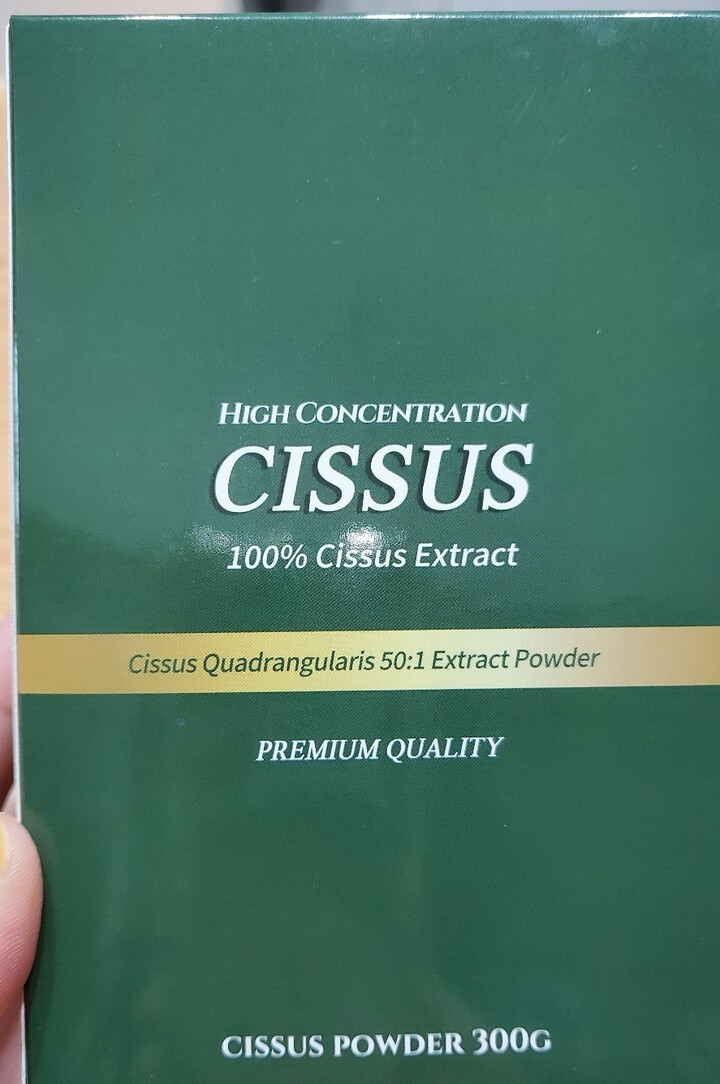 HIGH CONCENTRATION
CISSUS
100% Cissus Extract
Cissus Quadrangularis 50:1 Extract Powder
PREMIUM QUALITY
CISSUS POWDER 300G